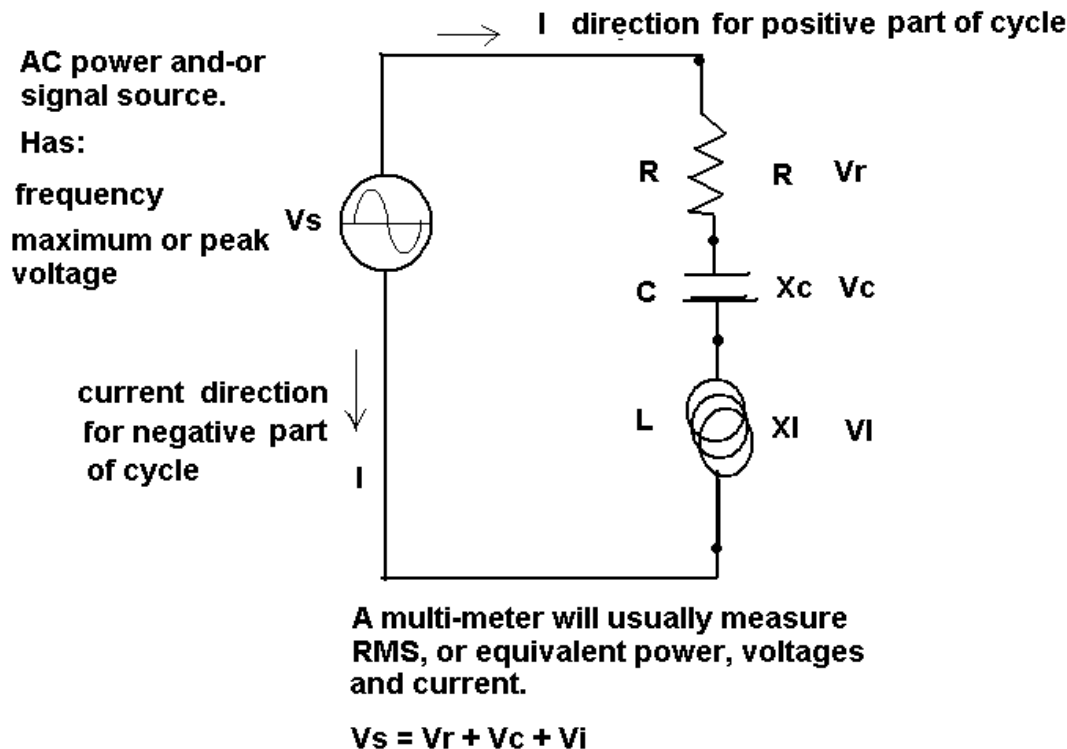 I direction for positive part of cycle
AC power and-or
signal source.
Has:
frequency
maximum or peak
voltage
Vs
R R Vr
C Xc Vc
L Xl Vl
current direction
for negative part
of cycle
I
A multi-meter will usually measure
RMS, or equivalent power, voltages
and current.
Vs = Vr + Vc + Vi